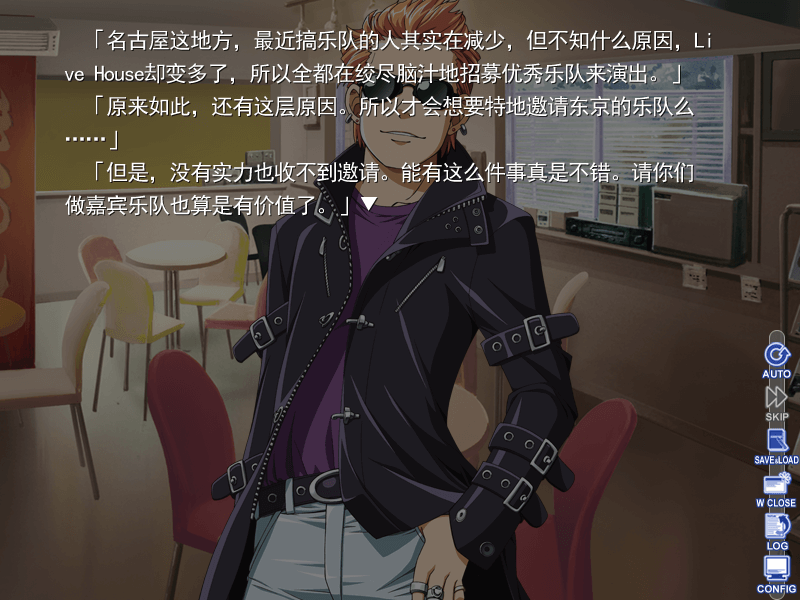 「名古屋这地方，最近搞乐队的人其实在减少，但不知什么原因，Li
ve House却变多了，所以全都在绞尽脑汁地招募优秀乐队来演出。」
「原来如此，还有这层原因。所以才会想要特地邀请东京的乐队么
……」
「但是，没有实力也收不到邀请。能有这么件事真是不错。请你们
做嘉宾乐队也算是有价值了。」▼
AUTO
SKIP
SAVE&LOAD
W CLOSE
LOG
CONFIG